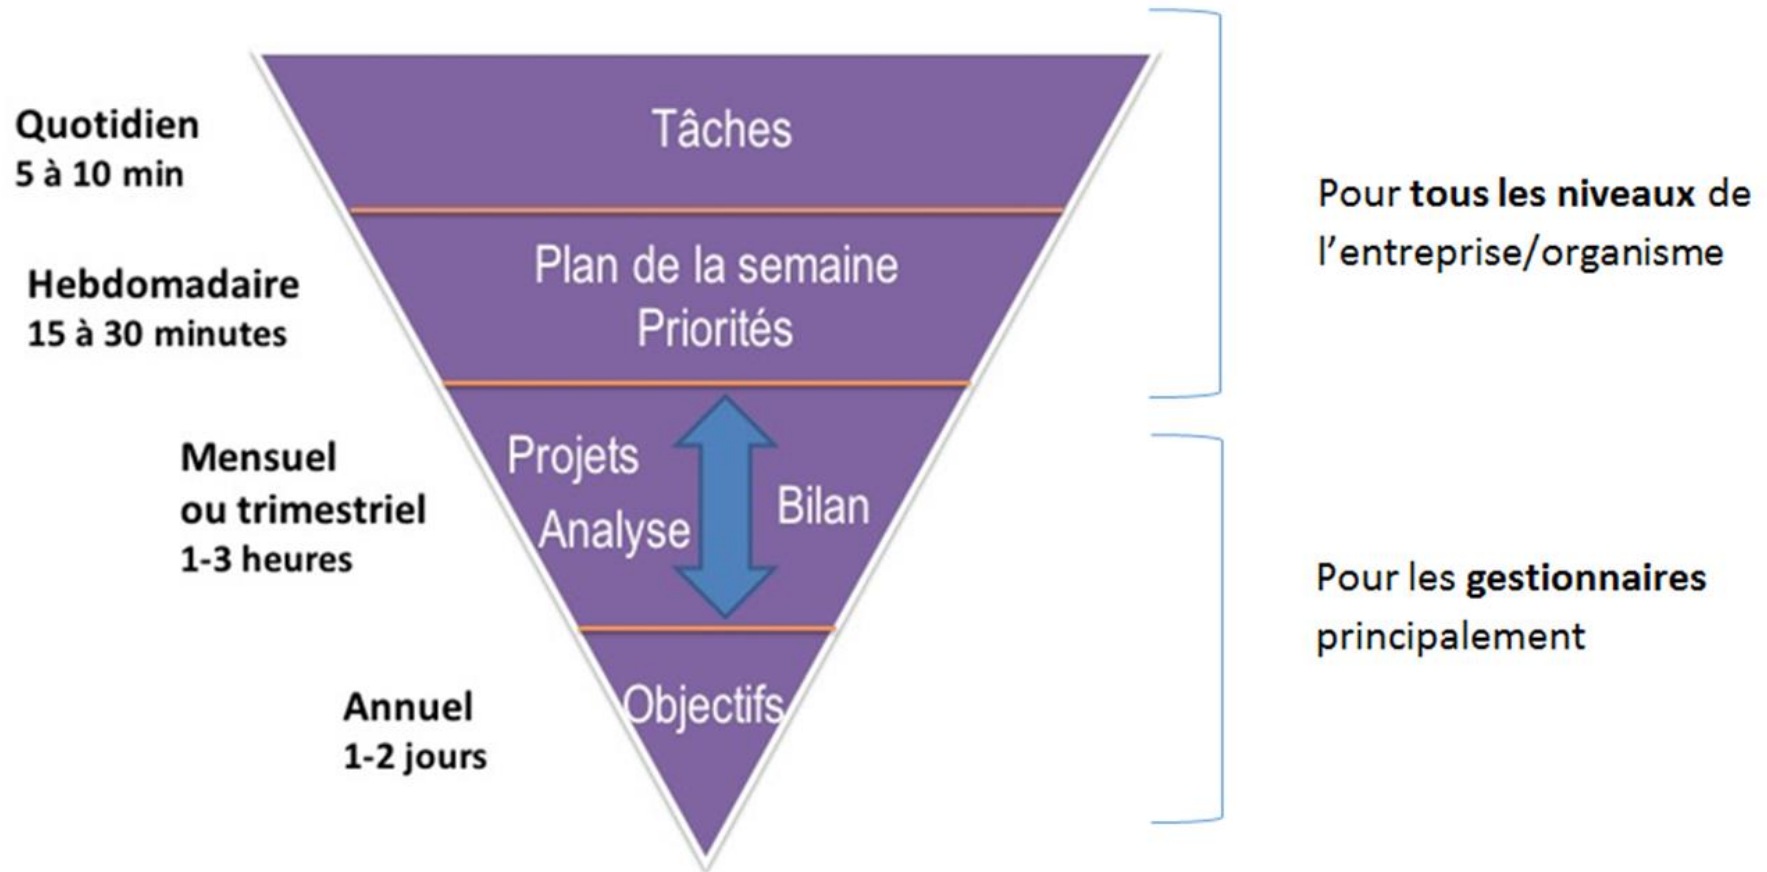 Quotidien
5 à 10 min
Tâches
Hebdomadaire
15 à 30 minutes
Plan de la semaine
Priorités
Pour tous les niveaux de
l’entreprise/organisme
Mensuel
ou trimestriel
1-3 heures
Projets
Analyse
Bilan
Annuel
1-2 jours
Objectifs
Pour les gestionnaires
principalement